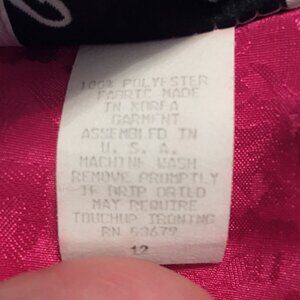 100% POLYESTER
FABRIC MADE
IN KOREA
GARMENT
ASSEMBLED IN
U. S. A.
MACHINE WASH
REMOVE PROMPTLY
IF DRIP DRIED
MAY REQUIRE
TOUCHUP IRONING
RN 53679
12